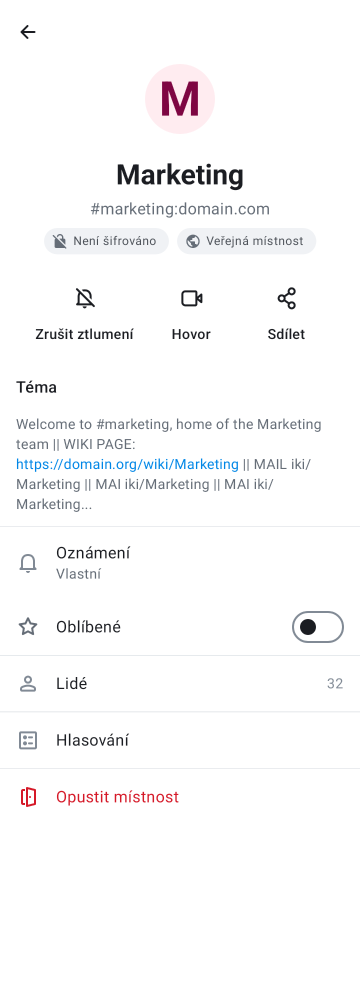 M
Marketing
#marketing:domain.com
Není šifrováno
Veřejná místnost
Zrušit ztlumení
Hovor
Sdílet
Téma
Welcome to #marketing, home of the Marketing
team || WIKI PAGE:
https://domain.org/wiki/Marketing || MAIL iki/
Marketing || MAI iki/Marketing || MAI iki/
Marketing...
Oznámení
Vlastní
Oblíbené
Lidé 32
Hlasování
Opustit místnost